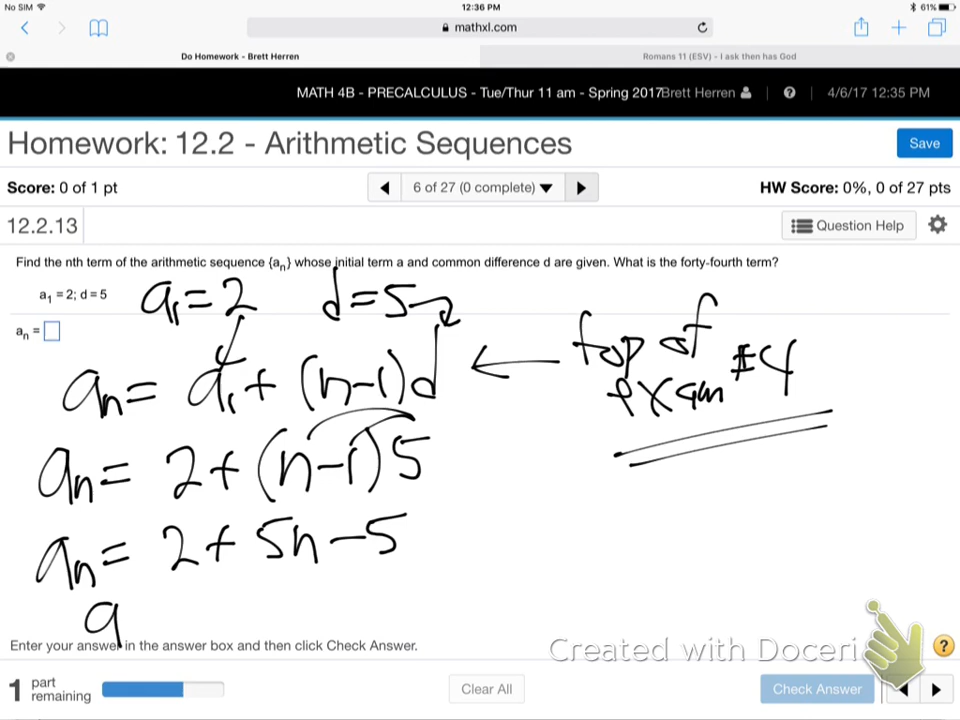 No SIM 12:36 PM 61%
mathxl.com
Do Homework - Brett Herren Romans 11 (ESV) - I ask then has God
MATH 4B - PRECALCULUS - Tue/Thur 11 am - Spring 2017 Brett Herren ? 4/6/17 12:35 PM
Homework: 12.2 - Arithmetic Sequences Save
Score: 0 of 1 pt 6 of 27 (0 complete) HW Score: 0%, 0 of 27 pts
12.2.13 Question Help
Find the nth term of the arithmetic sequence {aₙ} whose initial term a and common difference d are given. What is the forty-fourth term?
a₁ = 2; d = 5
a₁ = 2 d = 5
aₙ =
aₙ = a₁ + (n-1)d ← top of
exam #4
aₙ = 2 + (n-1)5
aₙ = 2 + 5n - 5
a
Enter your answer in the answer box and then click Check Answer.
Created with Doceri
?
1 part remaining Clear All Check Answer